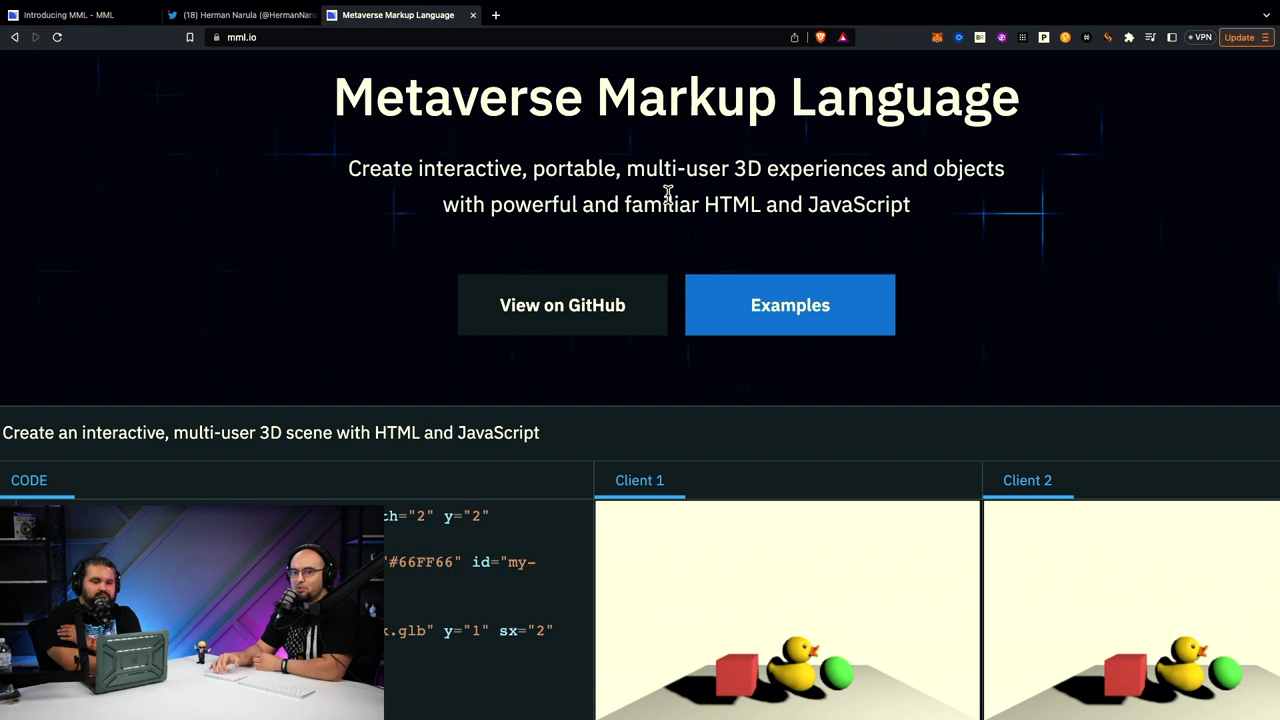 Introducing MML - MML
(18) Herman Narula (@HermanNaru
Metaverse Markup Language
mml.io
VPN
Update
Metaverse Markup Language
Create interactive, portable, multi-user 3D experiences and objects
with powerful and familiar HTML and JavaScript
View on GitHub
Examples
Create an interactive, multi-user 3D scene with HTML and JavaScript
CODE
Client 1
Client 2
th="2" y="2"
"#66FF66" id="my-
k.glb" y="1" sx="2"